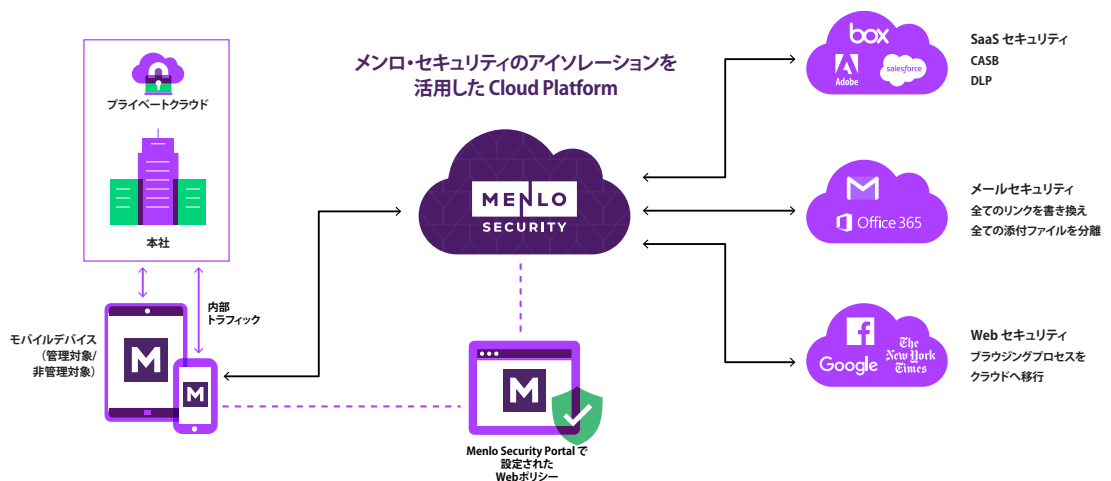 メンロ・セキュリティのアイソレーションを
活用した Cloud Platform
プライベートクラウド
本社
内部
トラフィック
モバイルデバイス
（管理対象/
非管理対象）
M
M
MENLO
SECURITY
M
Menlo Security Portal で
設定された
Webポリシー
box
Adobe
salesforce
SaaS セキュリティ
CASB
DLP
Office 365
メールセキュリティ
全てのリンクを書き換え
全ての添付ファイルを分離
Google
The
New York
Times
Web セキュリティ
ブラウジングプロセスを
クラウドへ移行